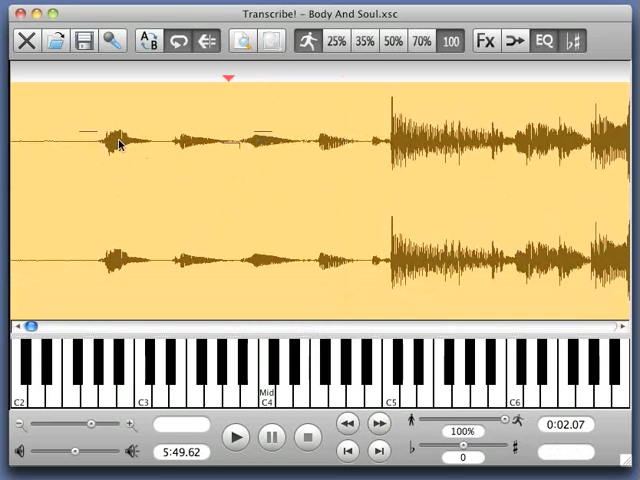 Transcribe! - Body And Soul.xsc
A B 25% 35% 50% 70% 100 Fx EQ b♯
Mid
C2 C3 C4 C5 C6
100% 0:02.07
5:49.62 ♭ ♯
0